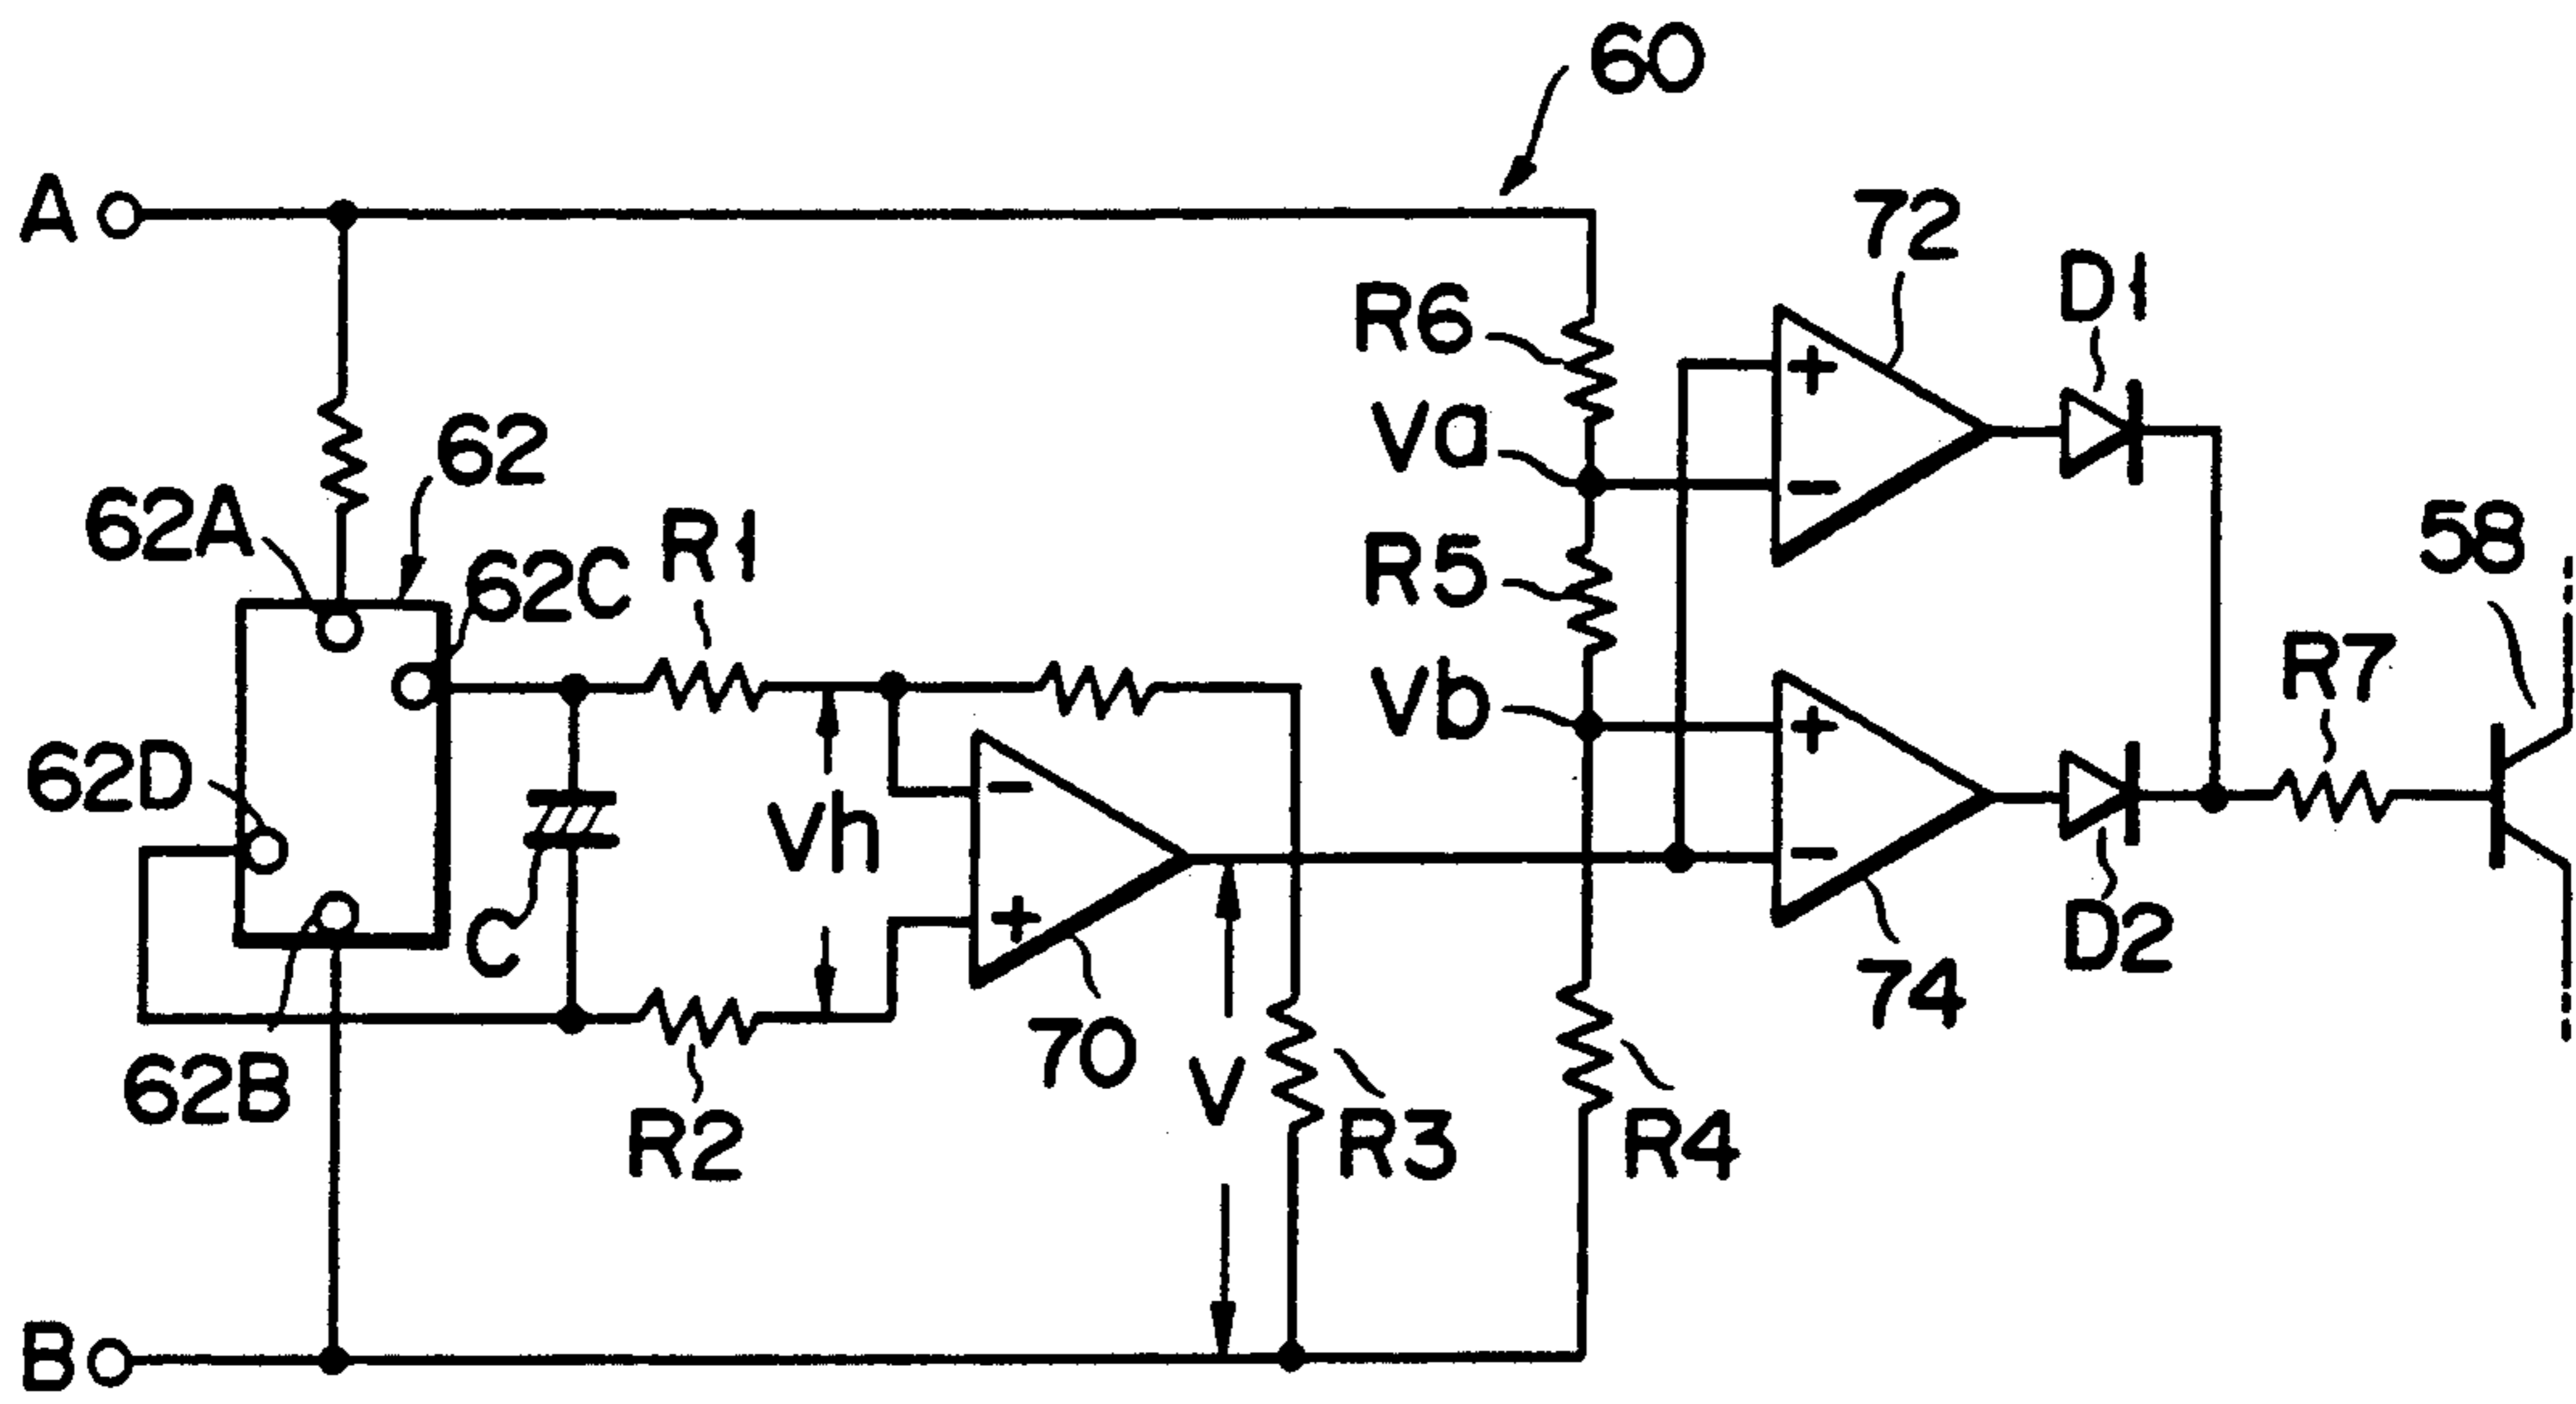 60
A
72
D1
R6
Va
62
62A
R1
58
62C
R5
R7
Vb
62D
+
−
+
−
−
+
Vh
C
D2
74
70
V
62B
R2
R3
R4
B